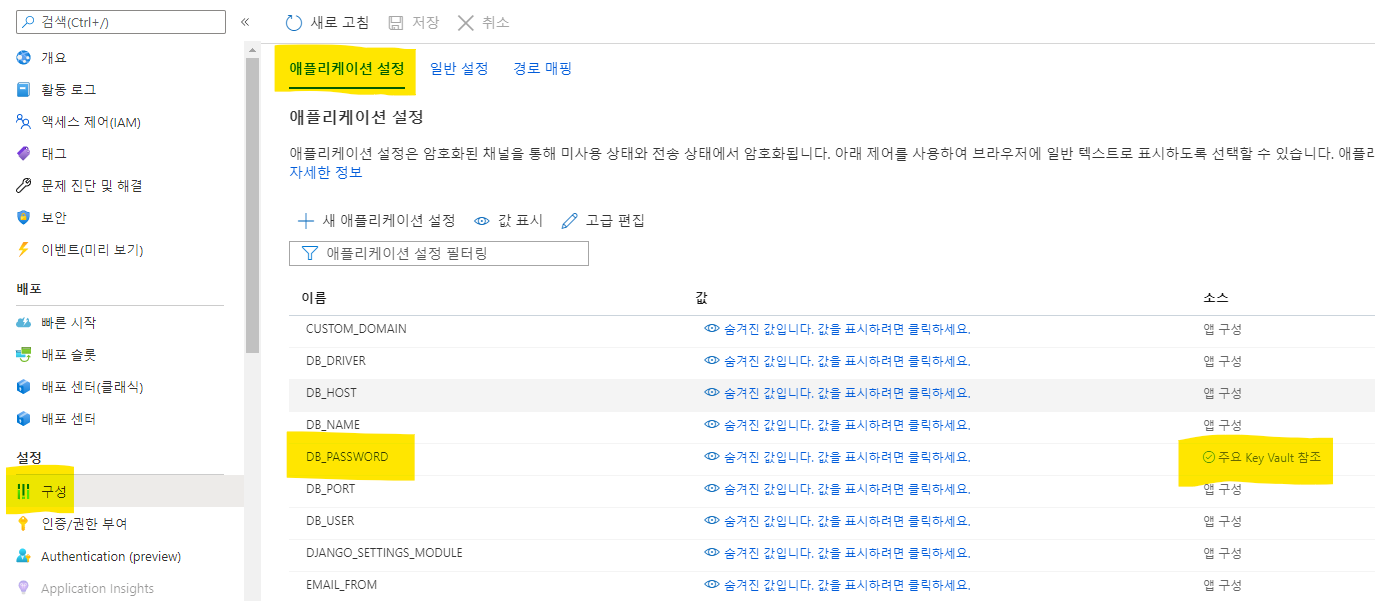 검색(Ctrl+/)
«
새로 고침 저장 취소
개요
활동 로그
액세스 제어(IAM)
태그
문제 진단 및 해결
보안
이벤트(미리 보기)
배포
빠른 시작
배포 슬롯
배포 센터(클래식)
배포 센터
설정
구성
인증/권한 부여
Authentication (preview)
Application Insights
애플리케이션 설정 일반 설정 경로 매핑
애플리케이션 설정
애플리케이션 설정은 암호화된 채널을 통해 미사용 상태와 전송 상태에서 암호화됩니다. 아래 제어를 사용하여 브라우저에 일반 텍스트로 표시하도록 선택할 수 있습니다. 애플리
자세한 정보
새 애플리케이션 설정 값 표시 고급 편집
애플리케이션 설정 필터링
이름 값 소스
CUSTOM_DOMAIN 숨겨진 값입니다. 값을 표시하려면 클릭하세요. 앱 구성
DB_DRIVER 숨겨진 값입니다. 값을 표시하려면 클릭하세요. 앱 구성
DB_HOST 숨겨진 값입니다. 값을 표시하려면 클릭하세요. 앱 구성
DB_NAME 숨겨진 값입니다. 값을 표시하려면 클릭하세요. 앱 구성
DB_PASSWORD 숨겨진 값입니다. 값을 표시하려면 클릭하세요. 주요 Key Vault 참조
DB_PORT 숨겨진 값입니다. 값을 표시하려면 클릭하세요. 앱 구성
DB_USER 숨겨진 값입니다. 값을 표시하려면 클릭하세요. 앱 구성
DJANGO_SETTINGS_MODULE 숨겨진 값입니다. 값을 표시하려면 클릭하세요. 앱 구성
EMAIL_FROM 숨겨진 값입니다. 값을 표시하려면 클릭하세요. 앱 구성